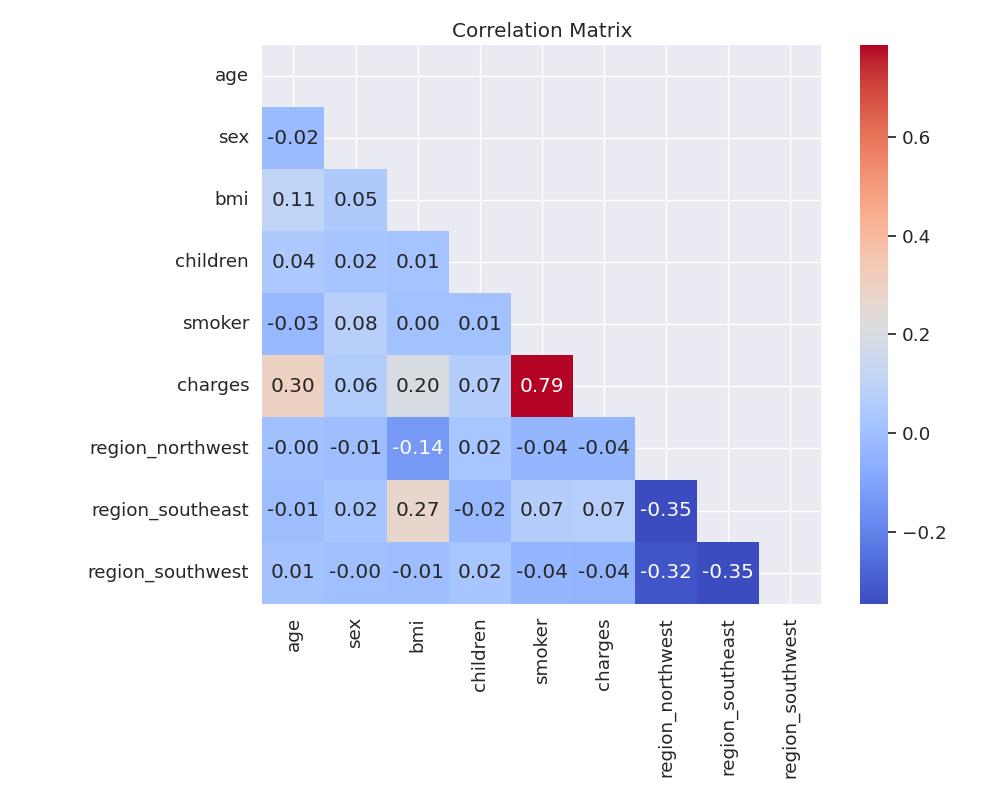 Correlation Matrix
age
sex -0.02
bmi 0.11 0.05
children 0.04 0.02 0.01
smoker -0.03 0.08 0.00 0.01
charges 0.30 0.06 0.20 0.07 0.79
region_northwest -0.00 -0.01 -0.14 0.02 -0.04 -0.04
region_southeast -0.01 0.02 0.27 -0.02 0.07 0.07 -0.35
region_southwest 0.01 -0.00 -0.01 0.02 -0.04 -0.04 -0.32 -0.35
age
sex
bmi
children
smoker
charges
region_northwest
region_southeast
region_southwest
0.6
0.4
0.2
0.0
−0.2